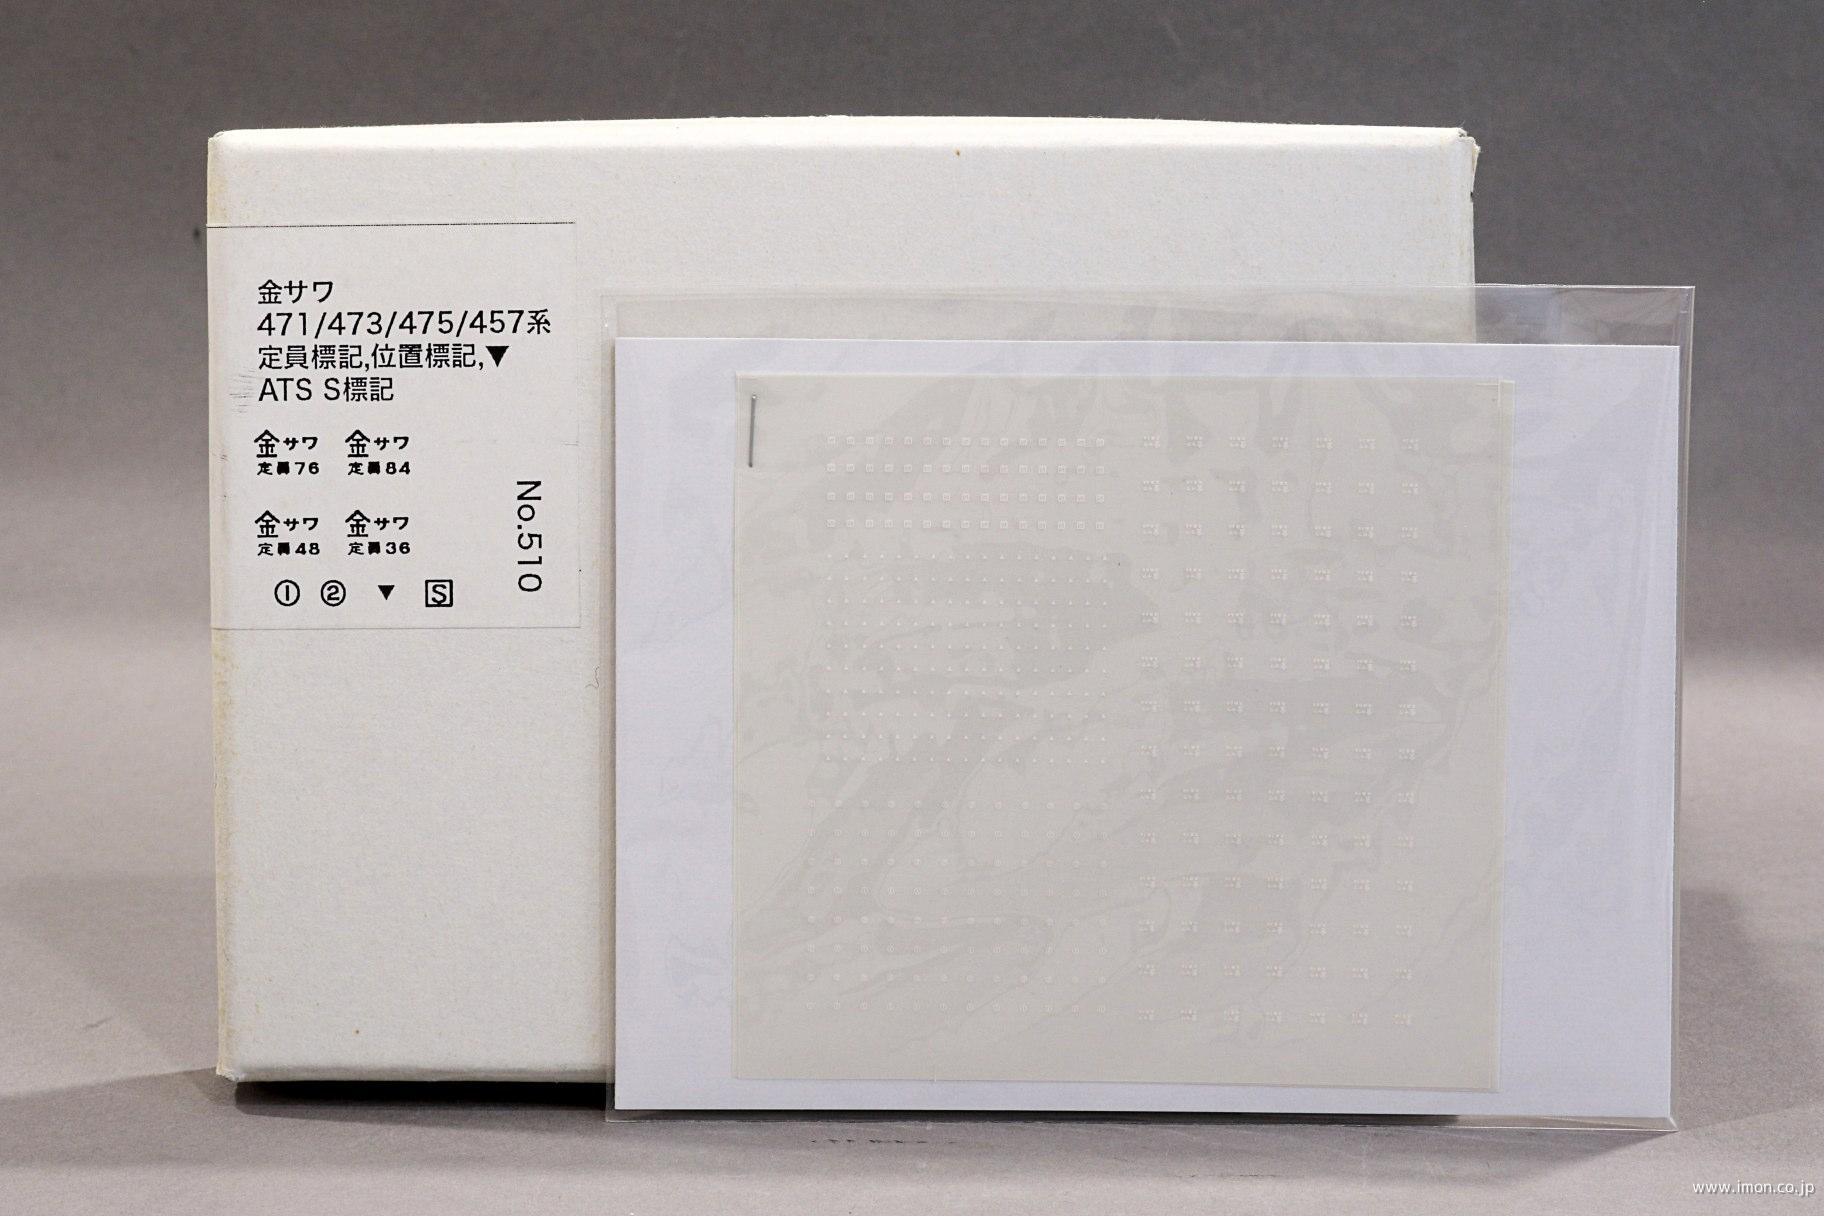 金サワ
471/473/475/457系
定員標記,位置標記,▼
ATS S標記
金サワ 金サワ
定員76 定員84
金サワ 金サワ
定員48 定員36
① ② ▼ S
No.510
www.imon.co.jp